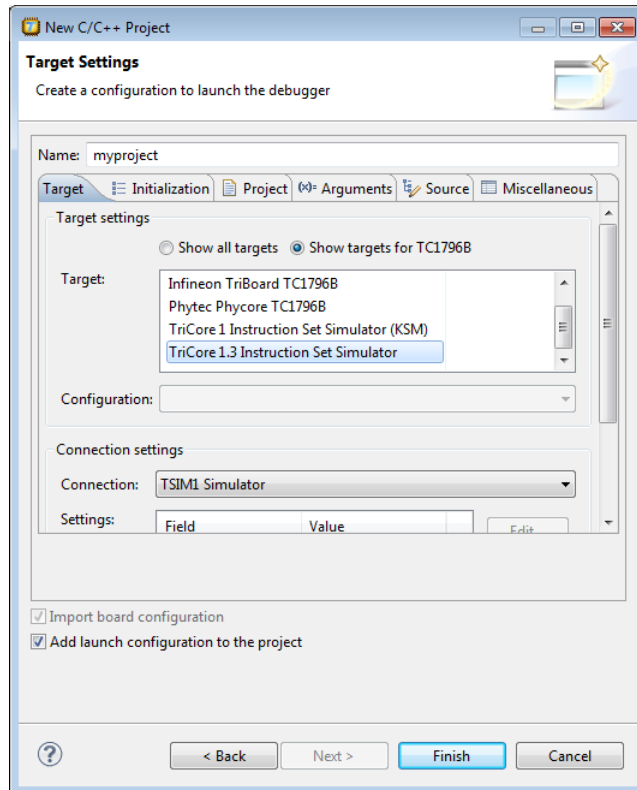 New C/C++ Project
Target Settings
Create a configuration to launch the debugger
Name: myproject
Target Initialization Project (x)= Arguments Source Miscellaneous
Target settings
Show all targets Show targets for TC1796B
Target: Infineon TriBoard TC1796B
Phytec Phycore TC1796B
TriCore 1 Instruction Set Simulator (KSM)
TriCore 1.3 Instruction Set Simulator
Configuration:
Connection settings
Connection: TSIM1 Simulator
Settings: Field Value Edit...
Import board configuration
Add launch configuration to the project
< Back Next > Finish Cancel